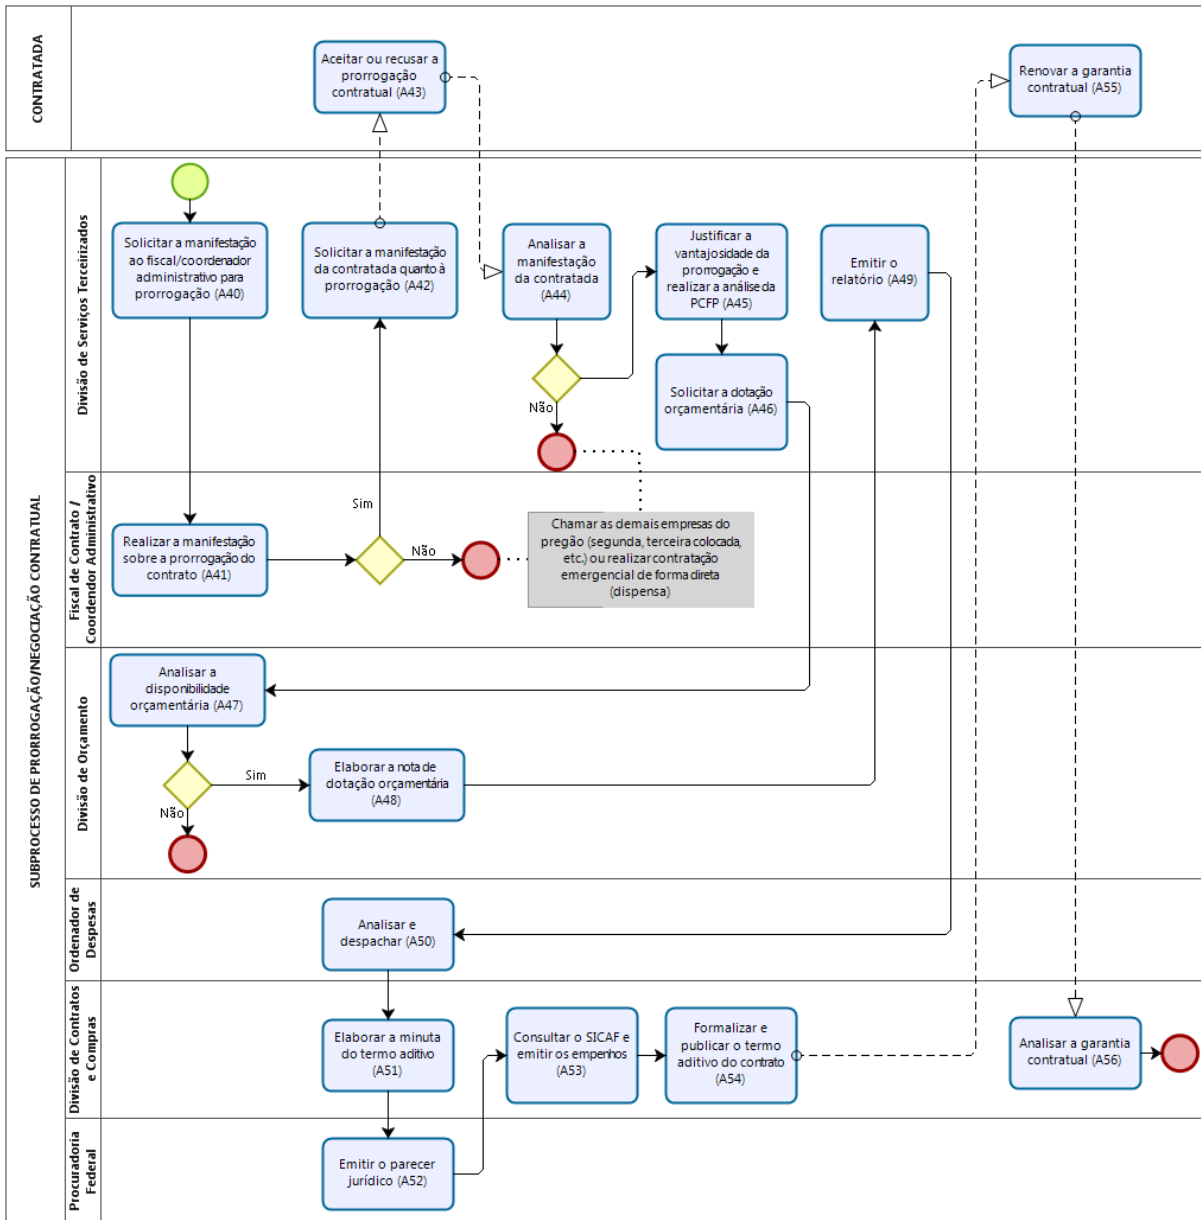 CONTRATADA
Aceitar ou recusar a
prorrogação
contratual (A43)
Renovar a garantia
contratual (A55)
SUBPROCESSO DE PRORROGAÇÃO/NEGOCIAÇÃO CONTRATUAL
Divisão de Serviços Terceirizados
Solicitar a manifestação
ao fiscal/coordenador
administrativo para
prorrogação (A40)
Solicitar a manifestação
da contratada quanto à
prorrogação (A42)
Analisar a
manifestação
da contratada
(A44)
Justificar a
vantajosidade da
prorrogação e
realizar a análise da
PCFP (A45)
Emitir o
relatório (A49)
Solicitar a dotação
orçamentária (A46)
Não
Fiscal de Contrato /
Coordendor Administrativo
Sim
Realizar a manifestação
sobre a prorrogação do
contrato (A41)
Não
Chamar as demais empresas do
pregão (segunda, terceira colocada,
etc.) ou realizar contratação
emergencial de forma direta
(dispensa)
Divisão de Orçamento
Analisar a
disponibilidade
orçamentária (A47)
Sim
Não
Elaborar a nota de
dotação orçamentária
(A48)
Ordenador de
Despesas
Analisar e
despachar (A50)
Divisão de Contratos
e Compras
Elaborar a minuta
do termo aditivo
(A51)
Consultar o SICAF e
emitir os empenhos
(A53)
Formalizar e
publicar o termo
aditivo do contrato
(A54)
Analisar a garantia
contratual (A56)
Procuradoria
Federal
Emitir o parecer
jurídico (A52)